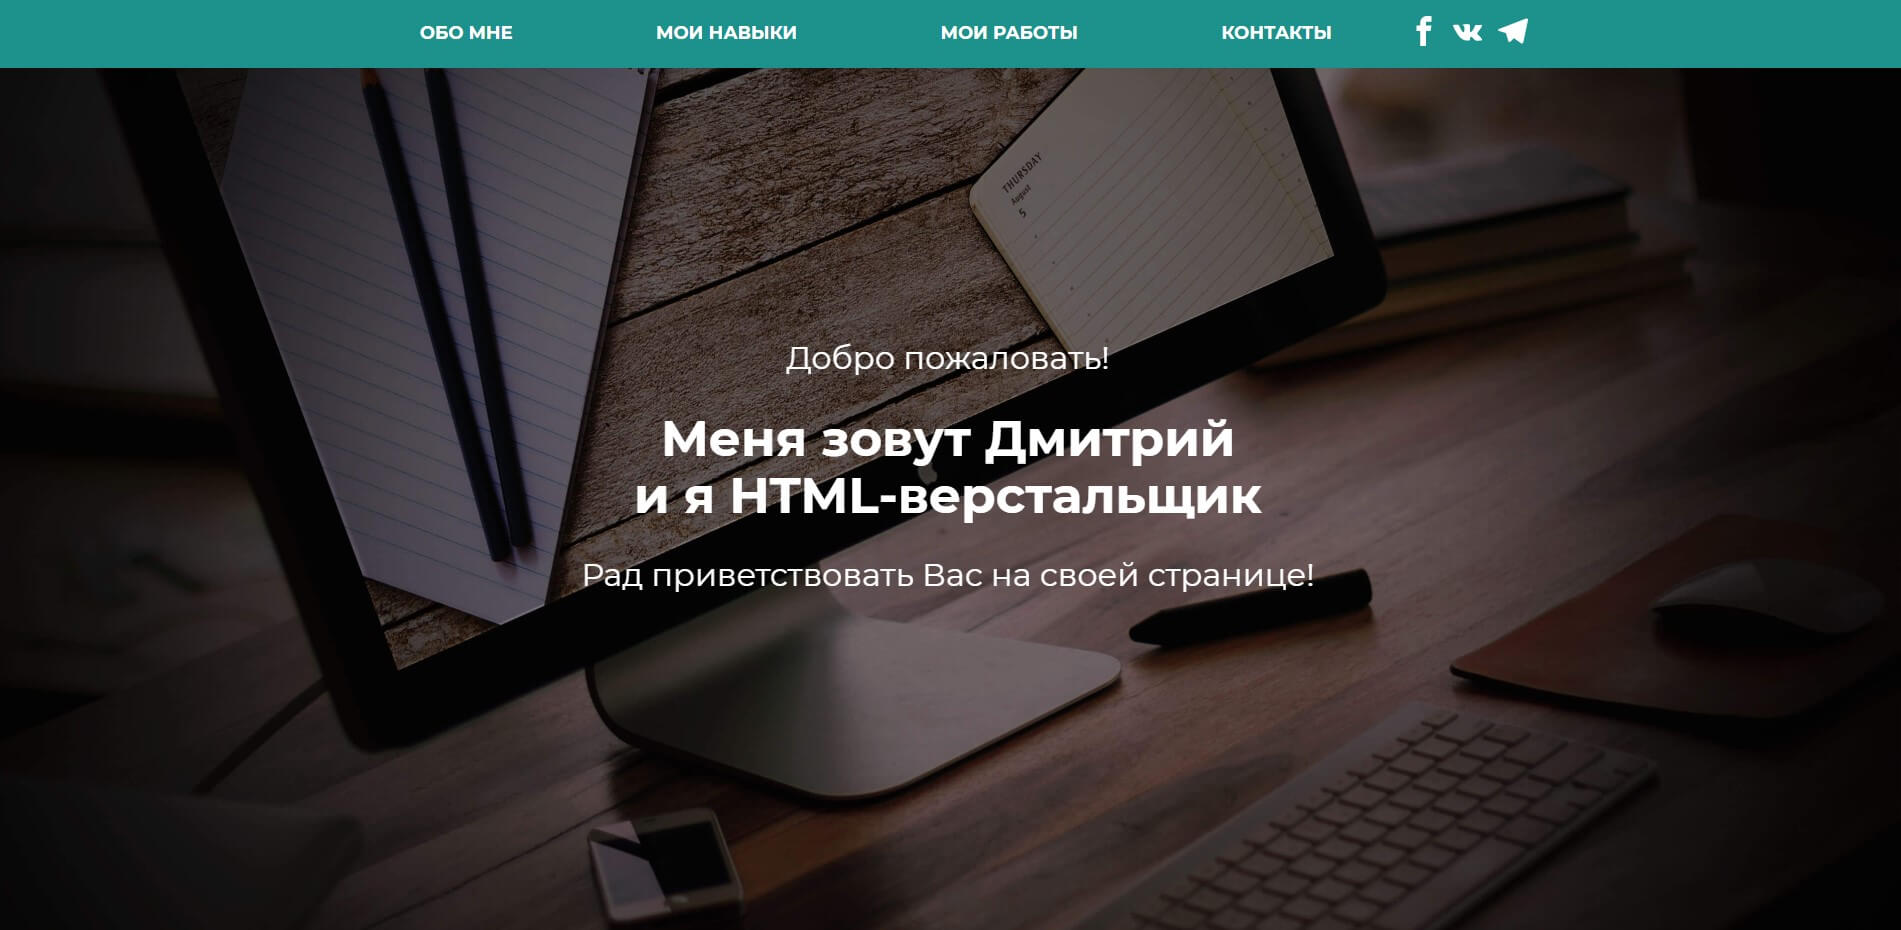 ОБО МНЕ
МОИ НАВЫКИ
МОИ РАБОТЫ
КОНТАКТЫ
THURSDAY
August
5
Добро пожаловать!
Меня зовут Дмитрий
и я HTML-верстальщик
Рад приветствовать Вас на своей странице!